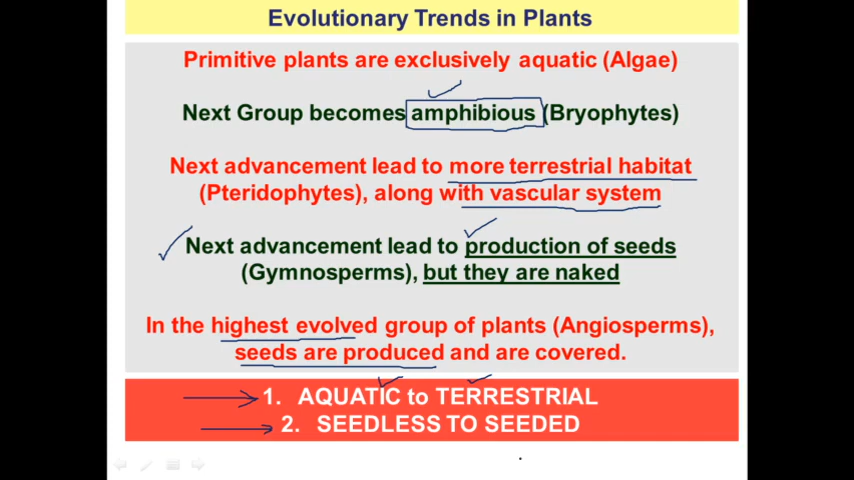 Evolutionary Trends in Plants
Primitive plants are exclusively aquatic (Algae)
Next Group becomes amphibious (Bryophytes)
Next advancement lead to more terrestrial habitat
(Pteridophytes), along with vascular system
Next advancement lead to production of seeds
(Gymnosperms), but they are naked
In the highest evolved group of plants (Angiosperms),
seeds are produced and are covered.
1. AQUATIC to TERRESTRIAL
2. SEEDLESS TO SEEDED